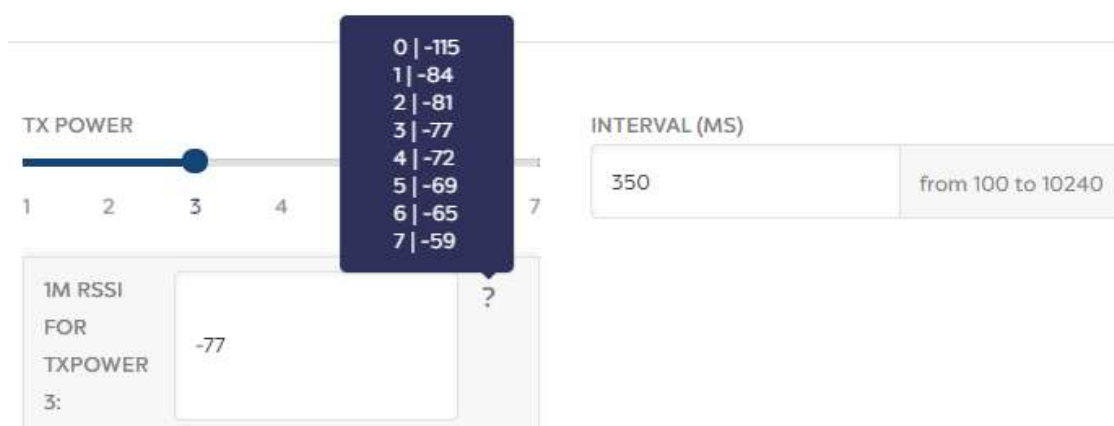 0 | -115
1 | -84
2 | -81
3 | -77
4 | -72
5 | -69
6 | -65
7 | -59
TX POWER
1 2 3 4 7
1M RSSI
FOR
TXPOWER
3:
-77
?
INTERVAL (MS)
350 from 100 to 10240